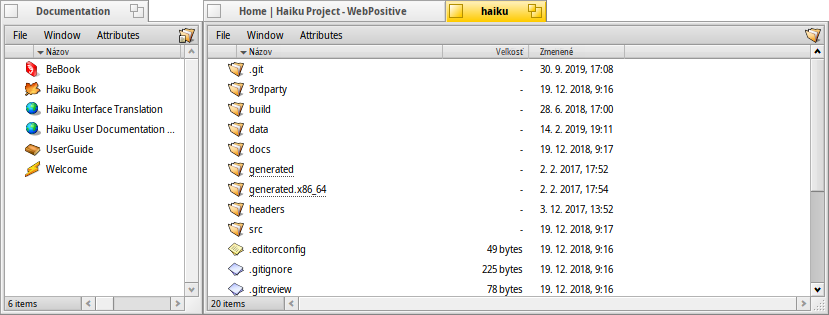 Documentation
File Window Attributes
Názov
BeBook
Haiku Book
Haiku Interface Translation
Haiku User Documentation ...
UserGuide
Welcome
6 items
Home | Haiku Project - WebPositive
haiku
File Window Attributes
Názov Veľkosť Zmenené
.git - 30. 9. 2019, 17:08
3rdparty - 19. 12. 2018, 9:16
build - 28. 6. 2018, 17:00
data - 14. 2. 2019, 19:11
docs - 19. 12. 2018, 9:17
generated - 2. 2. 2017, 17:52
generated.x86_64 - 2. 2. 2017, 17:54
headers - 3. 12. 2017, 13:52
src - 19. 12. 2018, 9:17
.editorconfig 49 bytes 19. 12. 2018, 9:16
.gitignore 225 bytes 19. 12. 2018, 9:16
.gitreview 78 bytes 19. 12. 2018, 9:16
20 items